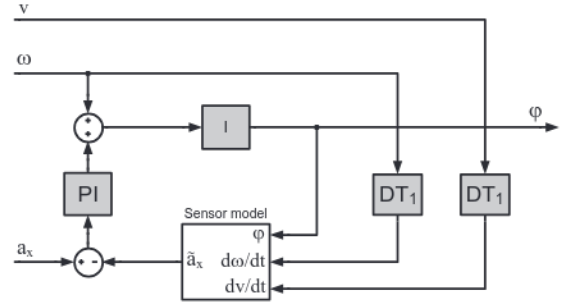 v
ω
+
+
I
φ
PI
DT₁
DT₁
Sensor model
φ
aₓ
+ -
ãₓ
dω/dt
dv/dt